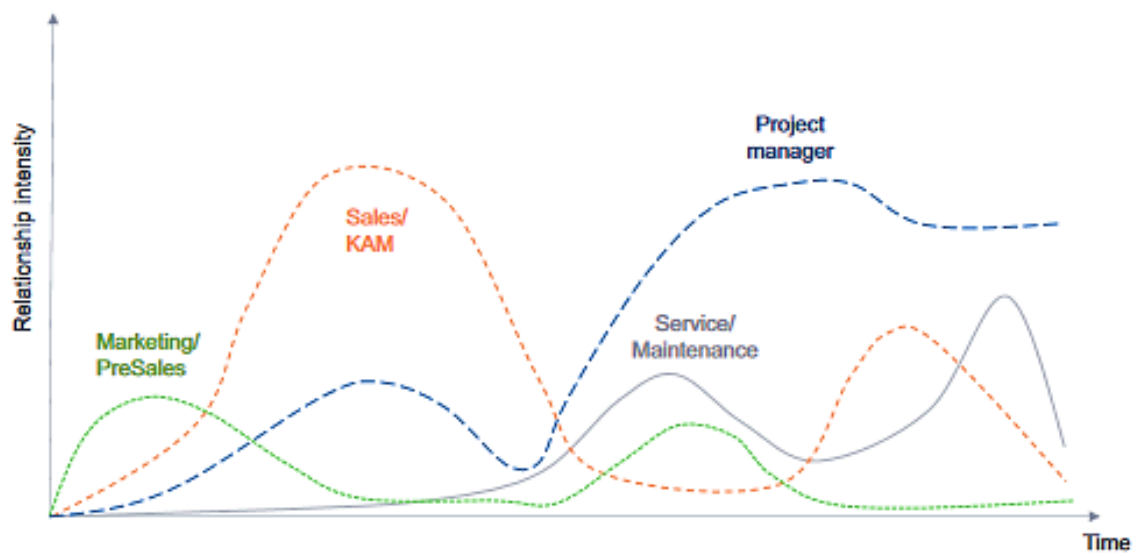 Relationship intensity
Project
manager
Sales/
KAM
Service/
Maintenance
Marketing/
PreSales
Time